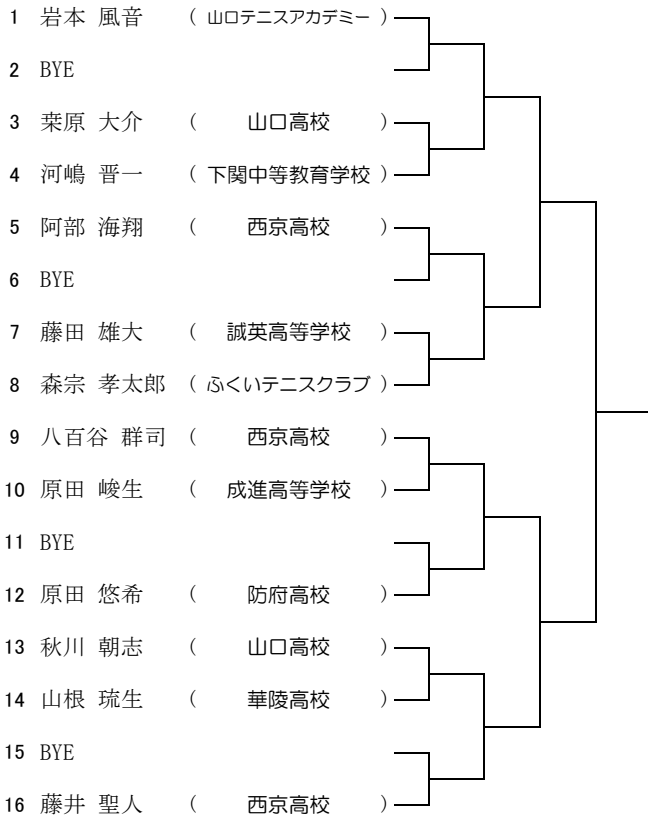 1 岩本 風音 ( 山口テニスアカデミー )
2 BYE
3 桒原 大介 ( 山口高校 )
4 河嶋 晋一 ( 下関中等教育学校 )
5 阿部 海翔 ( 西京高校 )
6 BYE
7 藤田 雄大 ( 誠英高等学校 )
8 森宗 孝太郎 ( ふくいテニスクラブ )
9 八百谷 群司 ( 西京高校 )
10 原田 峻生 ( 成進高等学校 )
11 BYE
12 原田 悠希 ( 防府高校 )
13 秋川 朝志 ( 山口高校 )
14 山根 琉生 ( 華陵高校 )
15 BYE
16 藤井 聖人 ( 西京高校 )